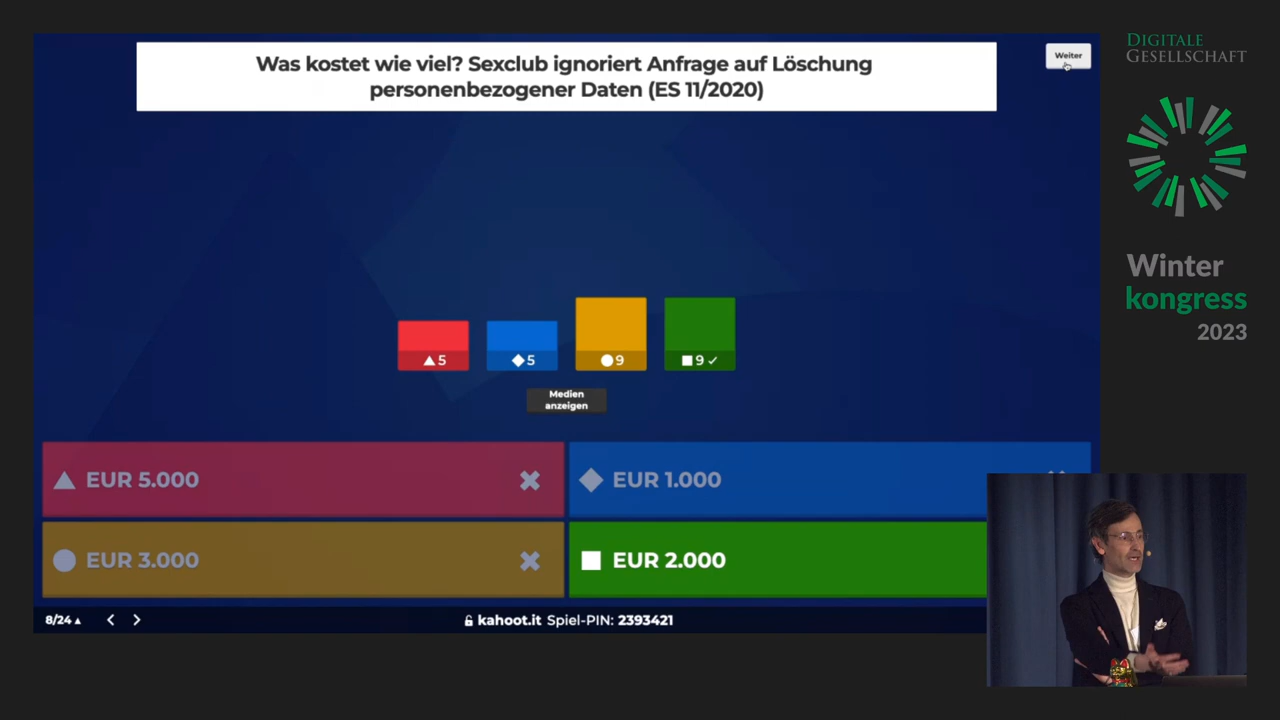 Was kostet wie viel? Sexclub ignoriert Anfrage auf Löschung
personenbezogener Daten (ES 11/2020)
Weiter
DIGITALE
GESELLSCHAFT
Winter
kongress
2023
5
5
9
9
Medien
anzeigen
EUR 5.000
EUR 1.000
EUR 3.000
EUR 2.000
8/24
kahoot.it Spiel-PIN: 2393421